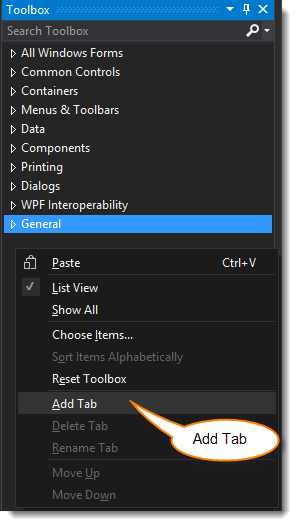 Toolbox
Search Toolbox
All Windows Forms
Common Controls
Containers
Menus & Toolbars
Data
Components
Printing
Dialogs
WPF Interoperability
General
Paste Ctrl+V
List View
Show All
Choose Items...
Sort Items Alphabetically
Reset Toolbox
Add Tab
Delete Tab
Rename Tab
Move Up
Move Down
Add Tab